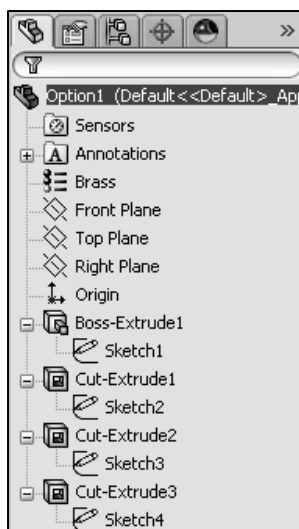 »
Option1 (Default<<Default>_Ap
Sensors
A Annotations
Brass
Front Plane
Top Plane
Right Plane
Origin
Boss-Extrude1
Sketch1
Cut-Extrude1
Sketch2
Cut-Extrude2
Sketch3
Cut-Extrude3
Sketch4